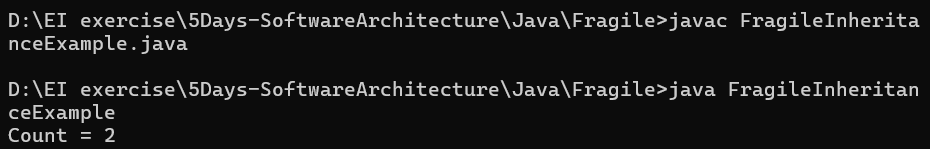 D:\EI exercise\5Days-SoftwareArchitecture\Java\Fragile>javac FragileInherita
nceExample.java
D:\EI exercise\5Days-SoftwareArchitecture\Java\Fragile>java FragileInheritan
ceExample
Count = 2